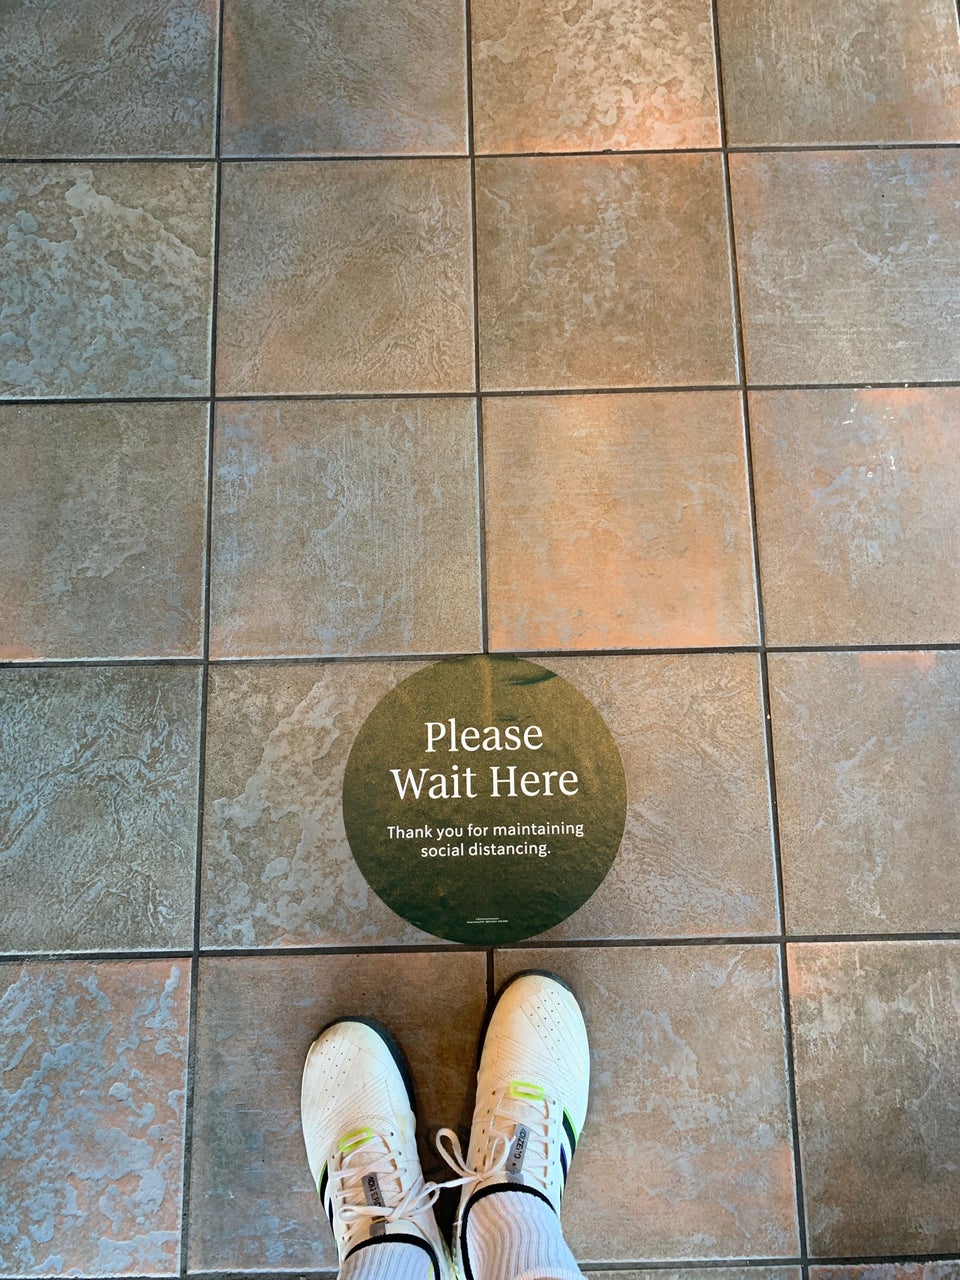 Please
Wait Here
Thank you for maintaining
social distancing.